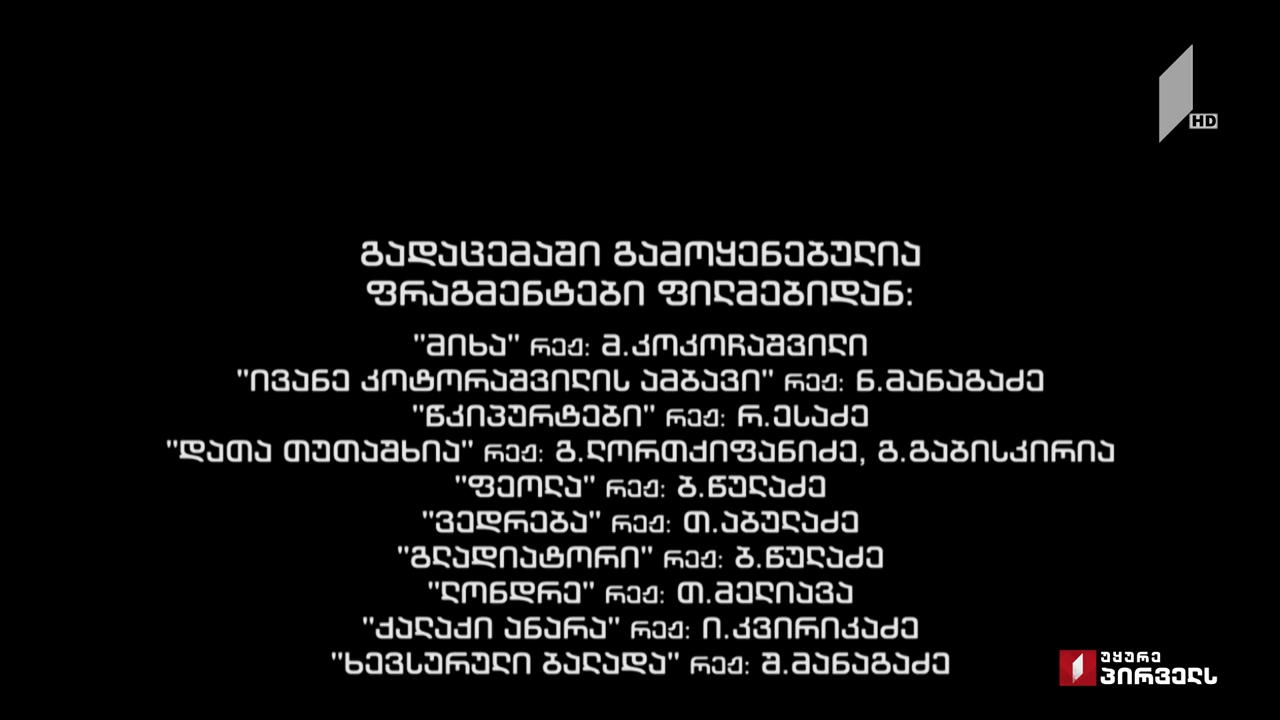 HD
გადაცემაში გამოყენებულია
ფრაგმენტები ფილმებიდან:
"მიხა" რეჟ: მ.კოკოჩაშვილი
"ივანე კოტორაშვილის ამბავი" რეჟ: ნ.მანაგაძე
"წკიპურტები" რეჟ: რ.ესაძე
"დათა თუთაშხია" რეჟ: გ.ლორთქიფანიძე, გ.გაბისკირია
"ფეოლა" რეჟ: ბ.წულაძე
"ვედრება" რეჟ: თ.აბულაძე
"გლადიატორი" რეჟ: ბ.წულაძე
"ლონდრე" რეჟ: თ.მელიავა
"ქალაქი ანარა" რეჟ: ი.კვირიკაძე
"ხევსურული ბალადა" რეჟ: შ.მანაგაძე
უყურე
პირველს